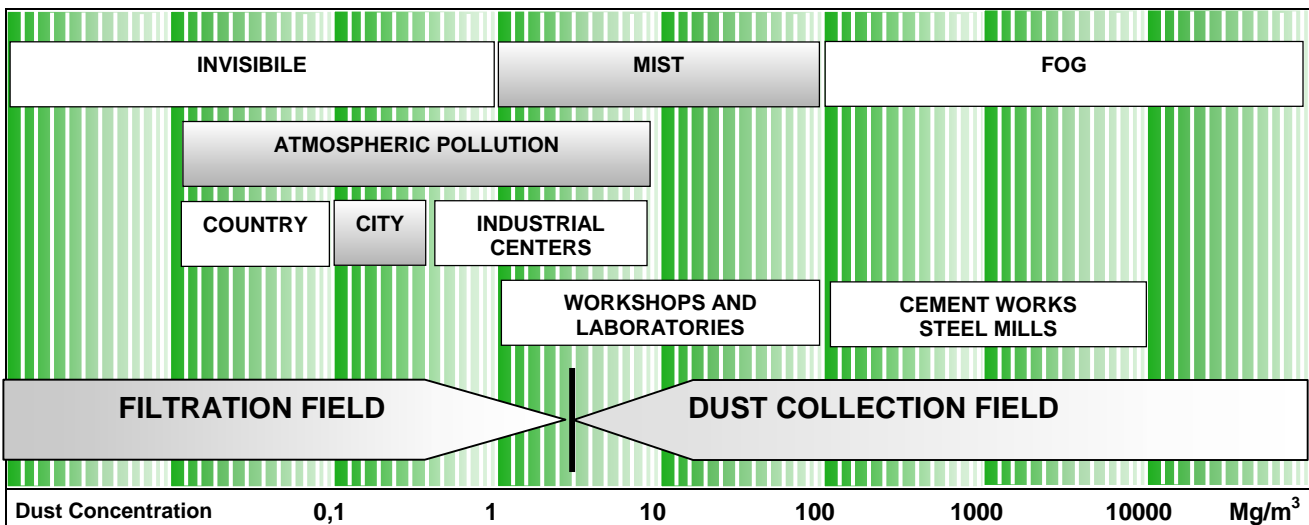 INVISIBILE MIST FOG
ATMOSPHERIC POLLUTION
COUNTRY CITY INDUSTRIAL
CENTERS
WORKSHOPS AND
LABORATORIES
CEMENT WORKS
STEEL MILLS
FILTRATION FIELD DUST COLLECTION FIELD
Dust Concentration 0,1 1 10 100 1000 10000 Mg/m³